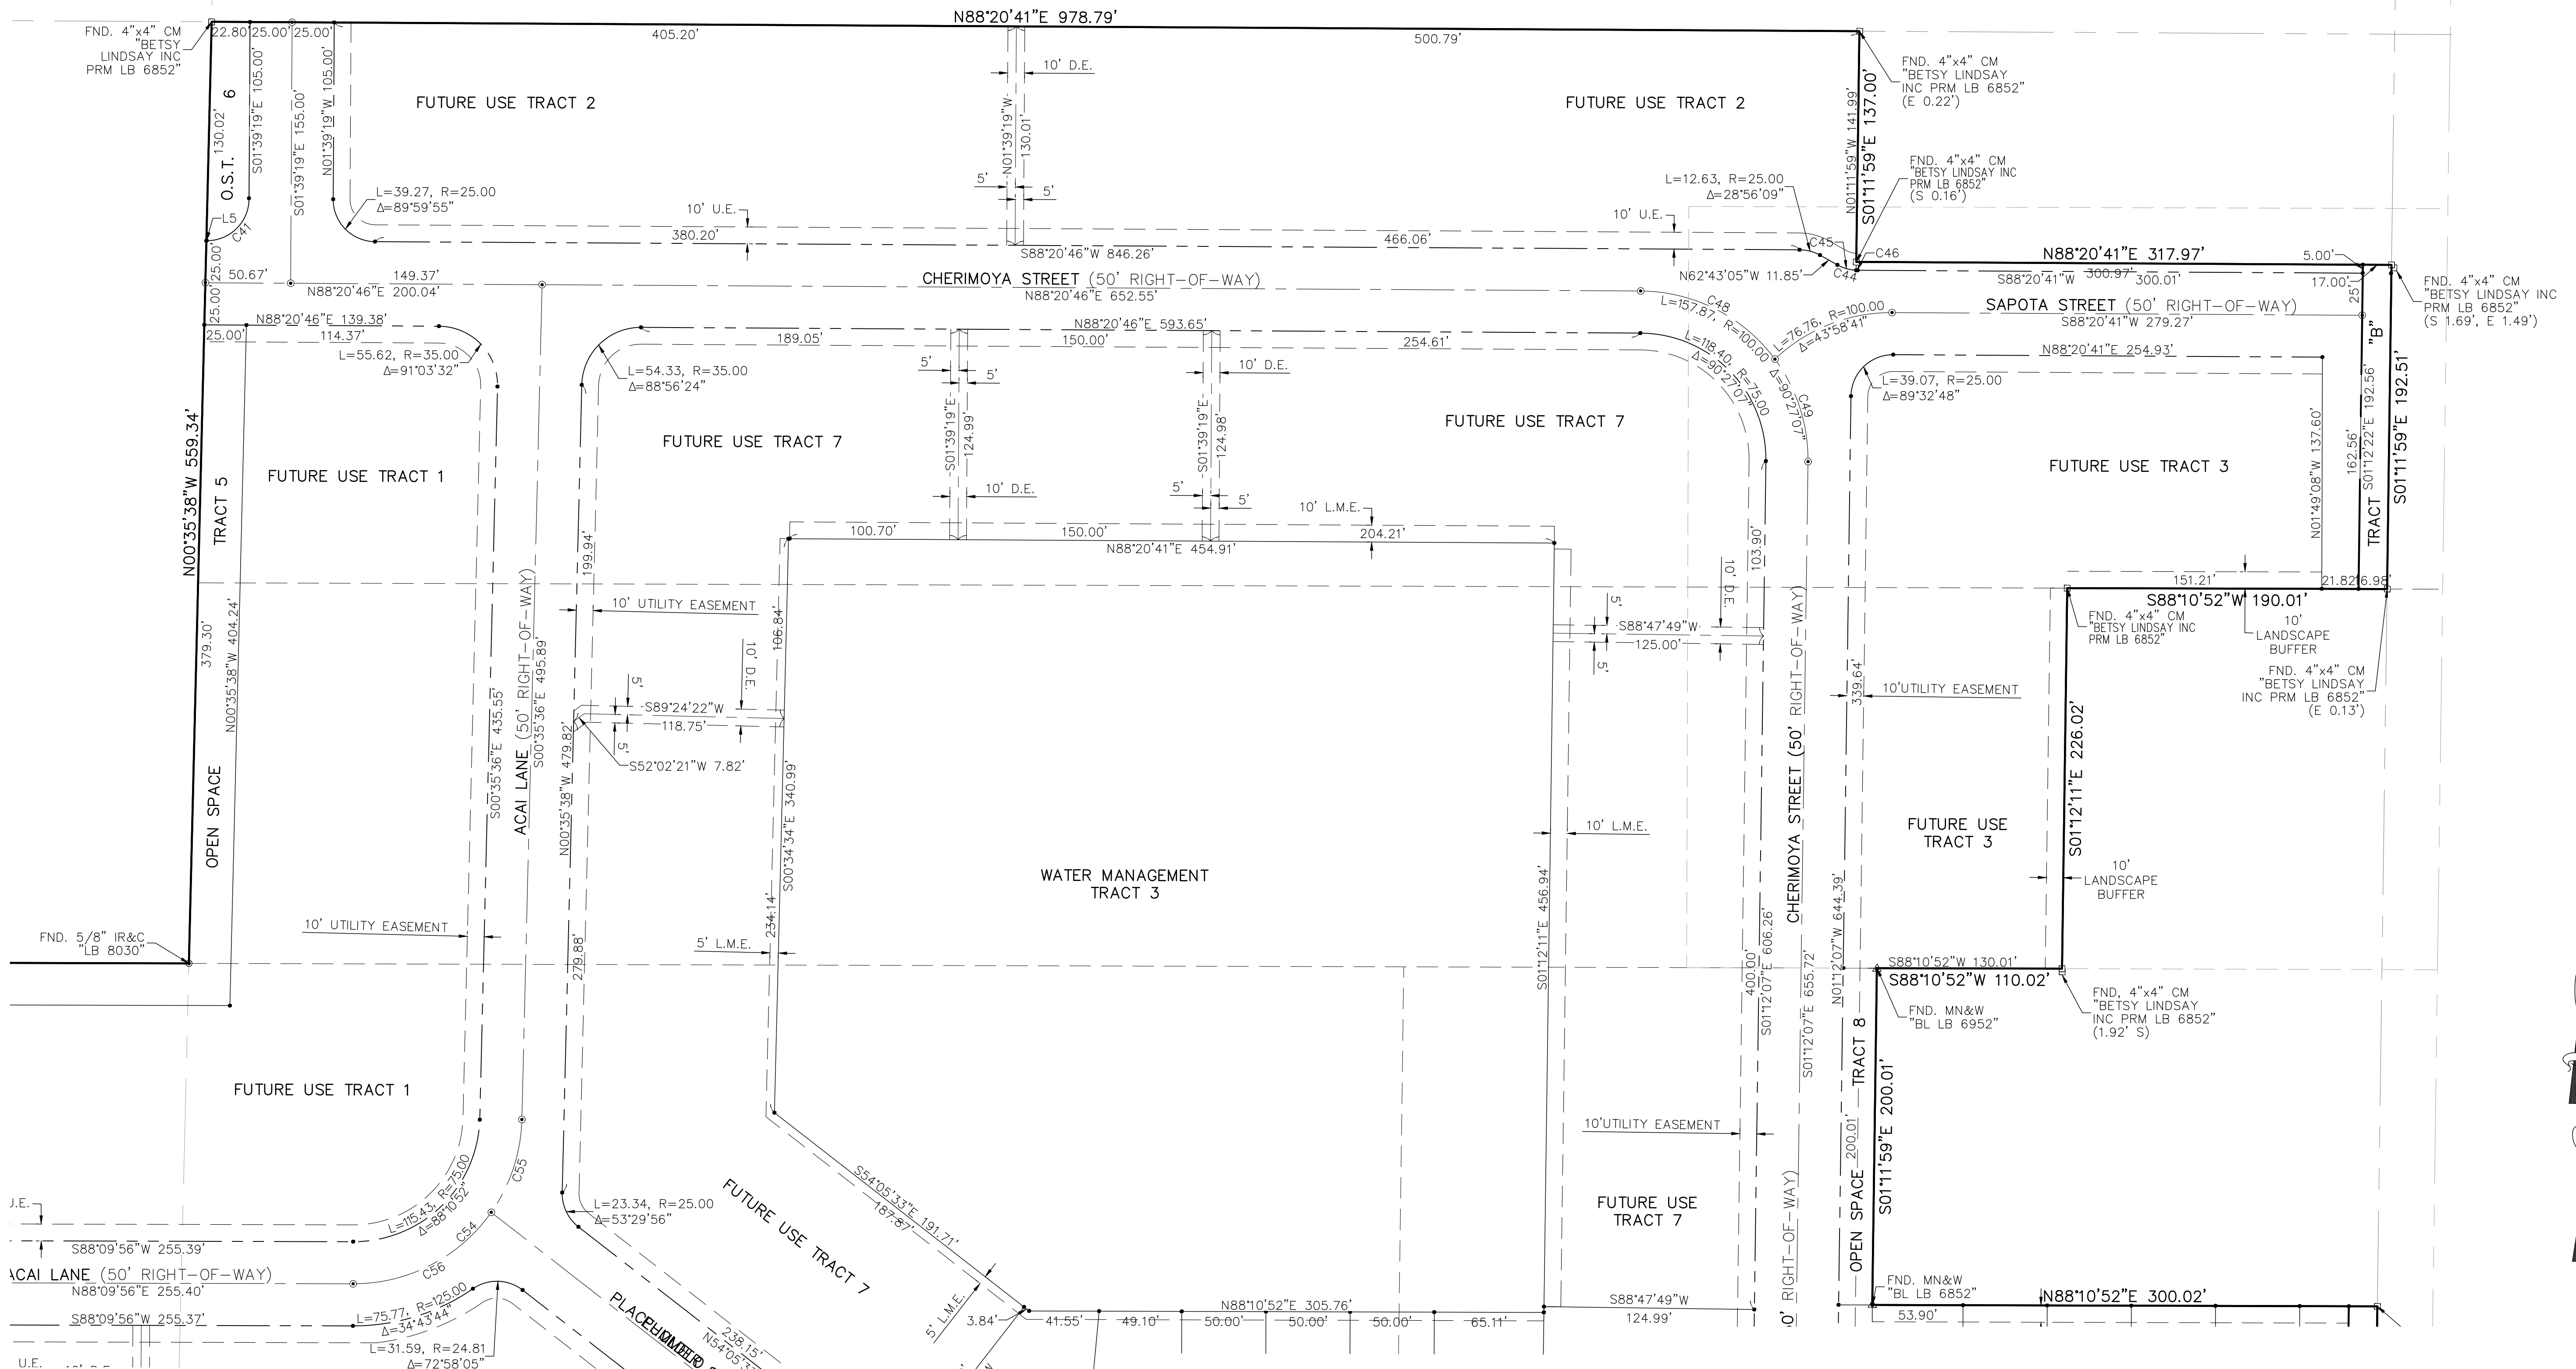 N88°20'41"E 978.79'
FND. 4"x4" CM
"BETSY
LINDSAY INC
PRM LB 6852"
22.80'
25.00'
25.00'
405.20'
500.79'
10' D.E.
FND. 4"x4" CM
"BETSY LINDSAY
INC PRM LB 6852"
(E 0.22')
O.S.T. 6
130.02'
S01°39'19"E 105.00'
S01°39'19"E 155.00'
N01°39'19"W 105.00'
FUTURE USE TRACT 2
N01°39'19"W
130.01'
5'
5'
FUTURE USE TRACT 2
N01°11'59"W 141.99'
S01°11'59"E 137.00'
FND. 4"x4" CM
"BETSY LINDSAY INC
PRM LB 6852"
(S 0.16')
L=12.63, R=25.00
Δ=28°56'09"
L=39.27, R=25.00
Δ=89°59'55"
L5
C41
10' U.E.
380.20'
10' U.E.
466.06'
S88°20'46"W 846.26'
C45
C46
C44
N62°43'05"W 11.85'
N88°20'41"E 317.97'
5.00'
300.97'
S88°20'41"W
300.01'
17.00'
25'
FND. 4"x4" CM
"BETSY LINDSAY INC
PRM LB 6852"
(S 1.69', E 1.49')
25.00'
25.00'
50.67'
149.37'
N88°20'46"E 200.04'
CHERIMOYA STREET (50' RIGHT-OF-WAY)
N88°20'46"E 652.55'
C48
L=157.87, R=100.00
Δ=90°27'07"
L=76.76, R=100.00
Δ=43°58'41"
SAPOTA STREET (50' RIGHT-OF-WAY)
S88°20'41"W 279.27'
N88°20'46"E 139.38'
25.00'
114.37'
L=55.62, R=35.00
Δ=91°03'32"
N88°20'46"E 593.65'
189.05'
150.00'
254.61'
L=54.33, R=35.00
Δ=88°56'24"
5'
5'
10' D.E.
L=118.40, R=75.00
Δ=90°27'07"
C49
N88°20'41"E 254.93'
L=39.07, R=25.00
Δ=89°32'48"
TRACT "B"
162.56'
S01°12'22"E 192.56'
S01°11'59"E 192.51'
N01°49'08"W 137.60'
N00°35'38"W 559.34'
OPEN SPACE TRACT 5
FUTURE USE TRACT 1
FUTURE USE TRACT 7
S01°39'19"E
124.99'
S01°39'19"E
124.98'
FUTURE USE TRACT 7
FUTURE USE TRACT 3
10' D.E.
5'
5'
10' L.M.E.
100.70'
150.00'
204.21'
N88°20'41"E 454.91'
199.94'
103.90'
10' D.E.
10' UTILITY EASEMENT
106.84'
5'
S88°47'49"W
125.00'
5'
151.21'
21.82'
16.98'
S88°10'52"W 190.01'
FND. 4"x4" CM
"BETSY LINDSAY INC
PRM LB 6852"
10'
LANDSCAPE
BUFFER
FND. 4"x4" CM
"BETSY LINDSAY
INC PRM LB 6852"
(E 0.13')
379.30'
N00°35'38"W 404.24'
S00°35'36"E 435.55'
ACAI LANE (50' RIGHT-OF-WAY)
S00°35'36"E 495.89'
N00°35'38"W 479.82'
5'
10' D.E.
S89°24'22"W
118.75'
5'
S52°02'21"W 7.82'
S00°34'34"E 340.99'
234.14'
339.64'
10'UTILITY EASEMENT
S01°12'11"E 226.02'
CHERIMOYA STREET (50' RIGHT-OF-WAY)
FUTURE USE
TRACT 3
10' L.M.E.
WATER MANAGEMENT
TRACT 3
S01°12'11"E 456.94'
10'
LANDSCAPE
BUFFER
FND. 5/8" IR&C
"LB 8030"
10' UTILITY EASEMENT
279.88'
5' L.M.E.
400.00'
S01°12'07"E 606.26'
S01°12'07"E 655.72'
N01°12'07"W 644.39'
S88°10'52"W 130.01'
S88°10'52"W 110.02'
FND. MN&W
"BL LB 6952"
FND, 4"x4" CM
"BETSY LINDSAY
INC PRM LB 6852"
(1.92' S)
FUTURE USE TRACT 1
10'UTILITY EASEMENT
OPEN SPACE TRACT 8
200.01'
S01°11'59"E 200.01'
C55
C54
C56
L=115.43, R=75.00
Δ=88°10'52"
L=23.34, R=25.00
Δ=53°29'56"
FUTURE USE TRACT 7
S54°05'33"E 191.71'
187.87'
5' L.M.E.
FUTURE USE
TRACT 7
U.E.
S88°09'56"W 255.39'
ACAI LANE (50' RIGHT-OF-WAY)
N88°09'56"E 255.40'
S88°09'56"W 255.37'
L=75.77, R=125.00
Δ=34°43'44"
L=31.59, R=24.81
Δ=72°58'05"
238.15'
3.84'
41.55'
49.10'
N88°10'52"E 305.76'
50.00'
50.00'
50.00'
65.11'
S88°47'49"W
124.99'
0' RIGHT-OF-WAY)
FND. MN&W
"BL LB 6852"
N88°10'52"E 300.02'
53.90'
U.E.